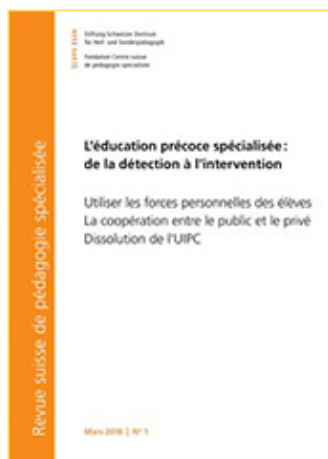 SZH CSPS
Stiftung Schweizer Zentrum
für Heil- und Sonderpädagogik
Fondation Centre suisse
de pédagogie spécialisée
L'éducation précoce spécialisée :
de la détection à l'intervention
Utiliser les forces personnelles des élèves
La coopération entre le public et le privé
Dissolution de l'UIPC
Revue suisse de pédagogie spécialisée
Mars 2018 | N° 1